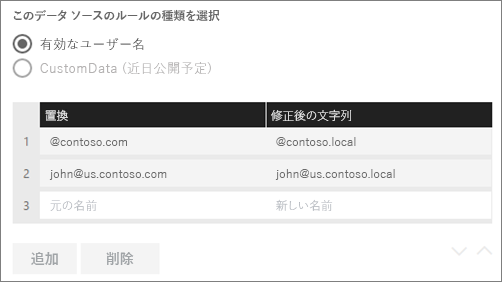 このデータ ソースのルールの種類を選択
有効なユーザー名
CustomData (近日公開予定)
置換 修正後の文字列
1 @contoso.com @contoso.local
2 john@us.contoso.com john@us.contoso.local
3 元の名前 新しい名前
追加 削除